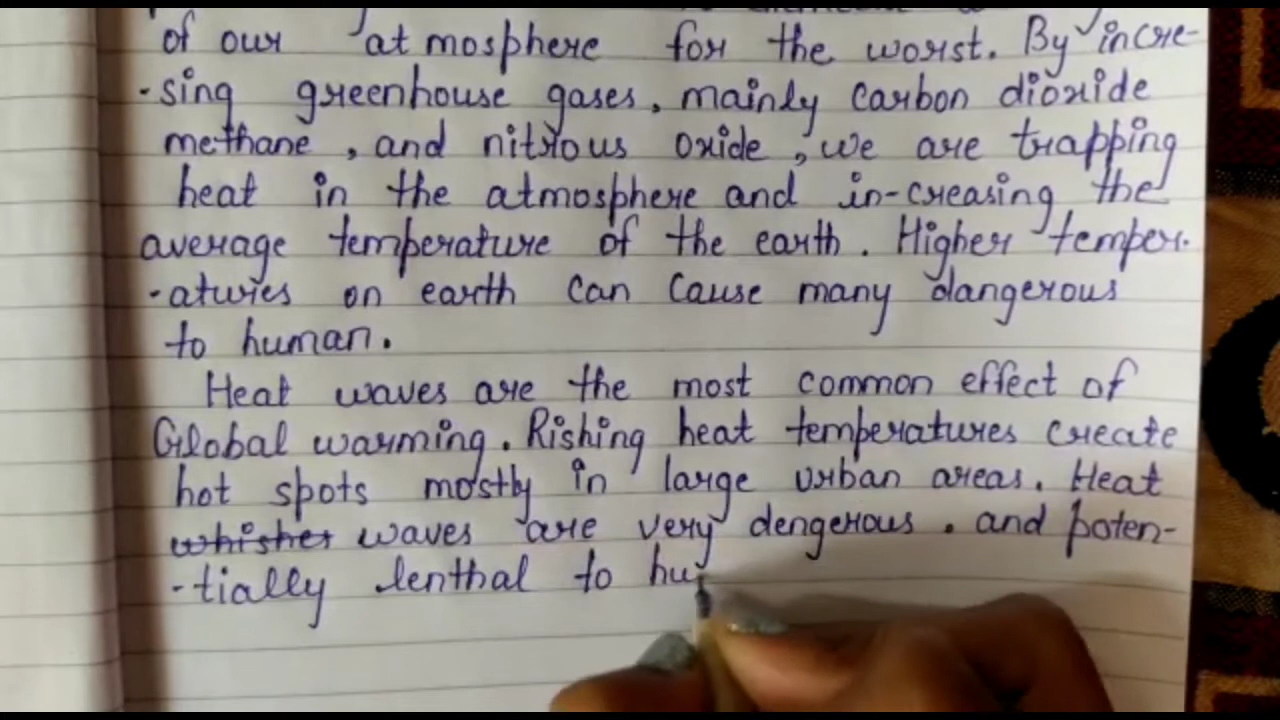 of our atmosphere for the worst. By incre-
-sing greenhouse gases, mainly carbon dioxide
methane, and nitrous oxide, we are trapping
heat in the atmosphere and in-creasing the
average temperature of the earth. Higher temper-
-atures on earth can cause many dangerous
to human.
Heat waves are the most common effect of
Global warming. Rishing heat temperatures create
hot spots mostly in large urban areas. Heat
whisher waves are very dengerous. and poten-
-tially lenthal to hu